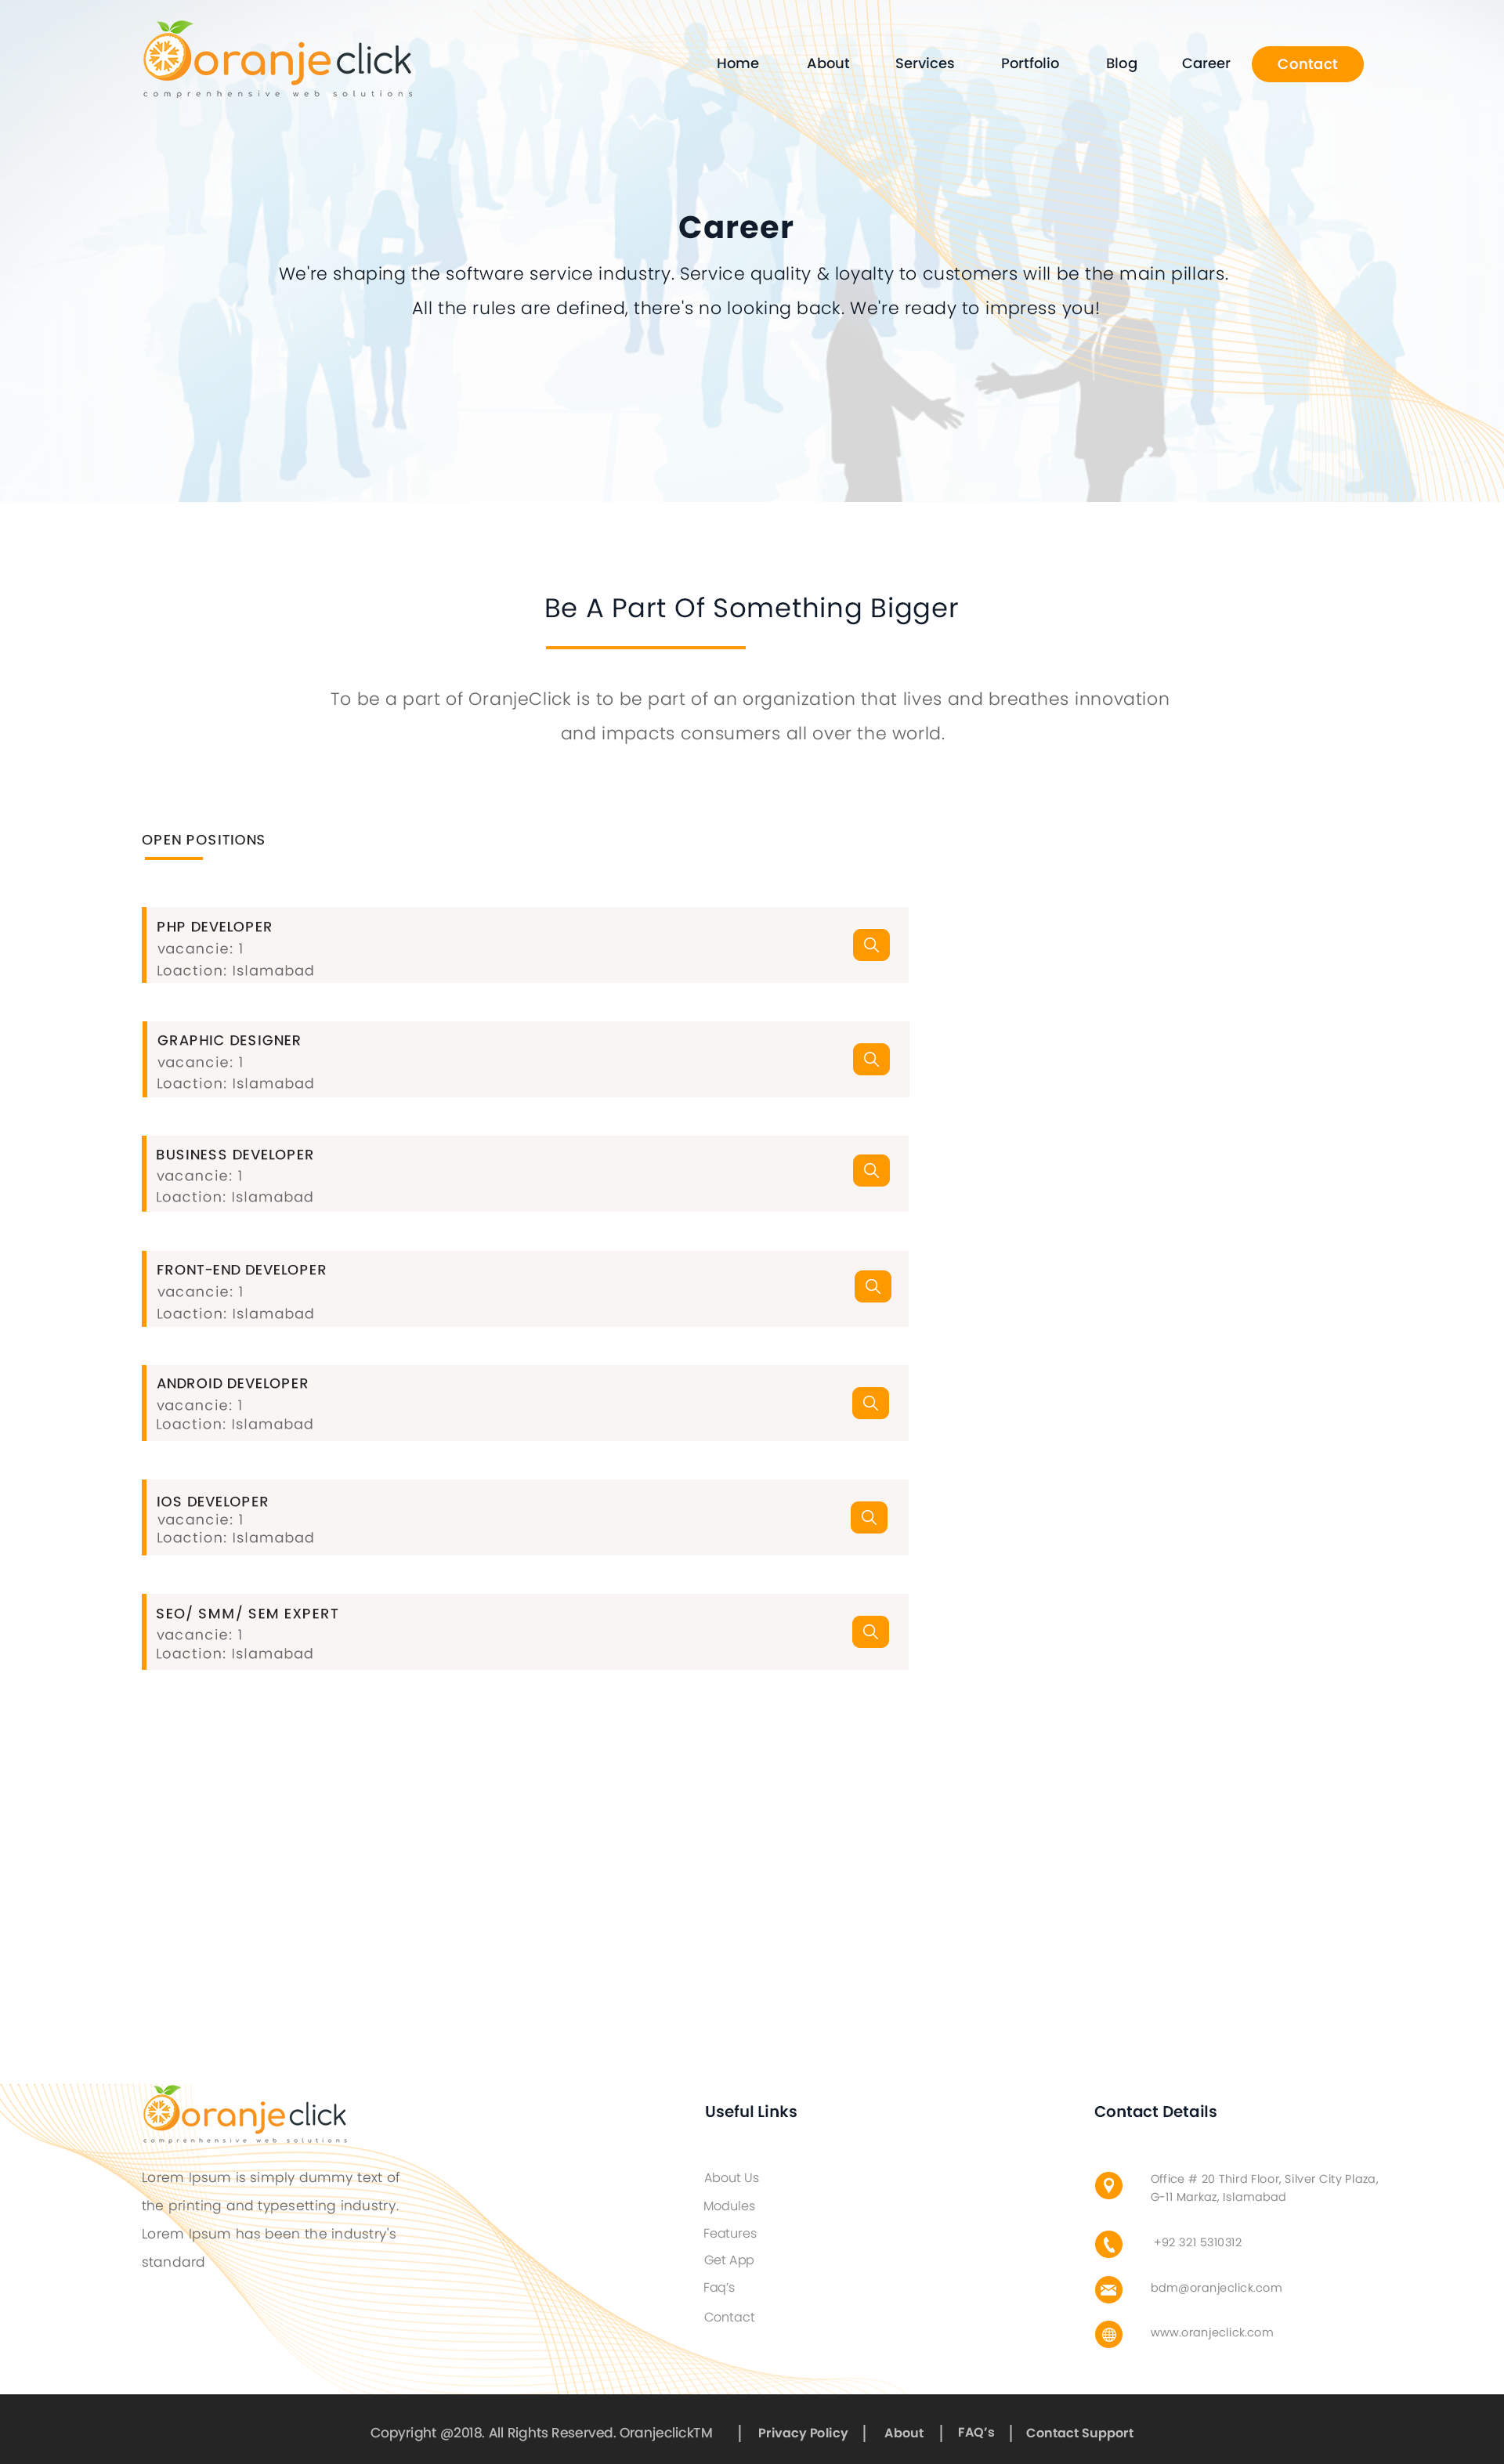 oranjeclick
comprenhensive web solutions
Home About Services Portfolio Blog Career Contact
Career
We're shaping the software service industry. Service quality & loyalty to customers will be the main pillars.
All the rules are defined, there's no looking back. We're ready to impress you!
Be A Part Of Something Bigger
To be a part of OranjeClick is to be part of an organization that lives and breathes innovation
and impacts consumers all over the world.
OPEN POSITIONS
PHP DEVELOPER
vacancie: 1
Loaction: Islamabad
GRAPHIC DESIGNER
vacancie: 1
Loaction: Islamabad
BUSINESS DEVELOPER
vacancie: 1
Loaction: Islamabad
FRONT-END DEVELOPER
vacancie: 1
Loaction: Islamabad
ANDROID DEVELOPER
vacancie: 1
Loaction: Islamabad
IOS DEVELOPER
vacancie: 1
Loaction: Islamabad
SEO/ SMM/ SEM EXPERT
vacancie: 1
Loaction: Islamabad
oranjeclick
comprenhensive web solutions
Lorem Ipsum is simply dummy text of
the printing and typesetting industry.
Lorem Ipsum has been the industry's
standard
Useful Links
About Us
Modules
Features
Get App
Faq's
Contact
Contact Details
Office # 20 Third Floor, Silver City Plaza,
G-11 Markaz, Islamabad
+92 321 5310312
bdm@oranjeclick.com
www.oranjeclick.com
Copyright @2018. All Rights Reserved. OranjeclickTM | Privacy Policy | About | FAQ's | Contact Support